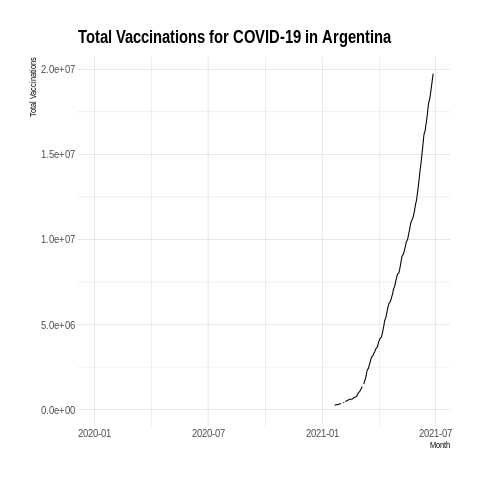 Total Vaccinations for COVID-19 in Argentina
Total Vaccinations
2.0e+07
1.5e+07
1.0e+07
5.0e+06
0.0e+00
2020-01 2020-07 2021-01 2021-07
Month